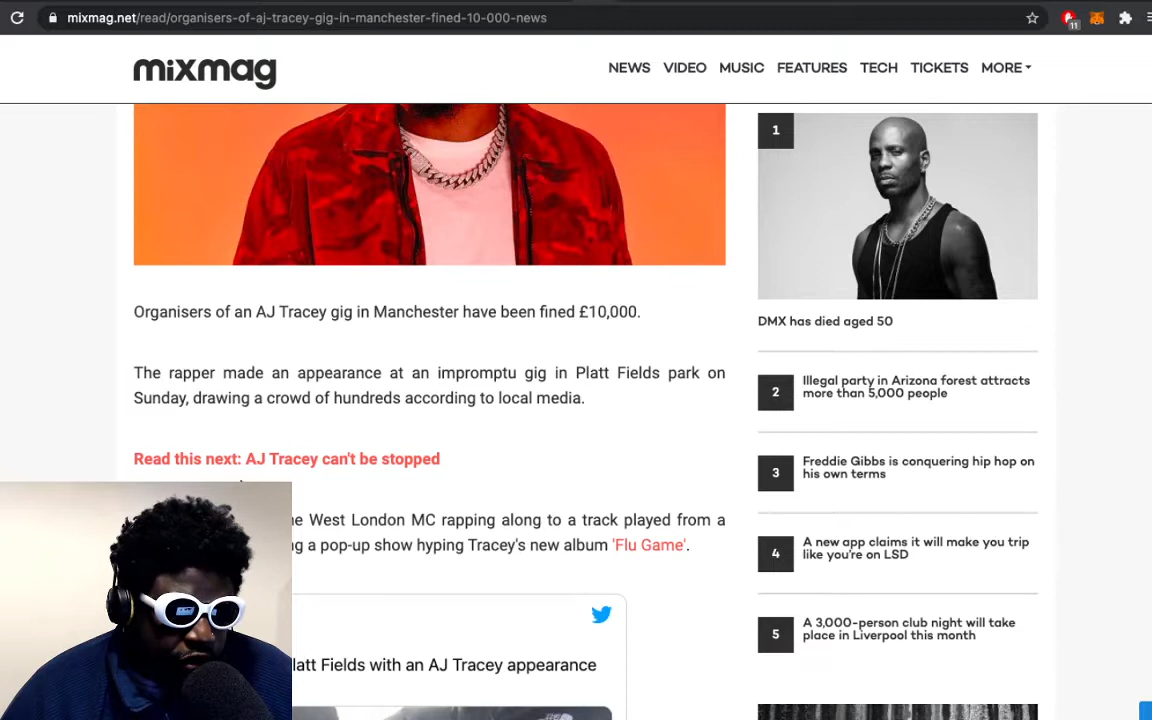 mixmag.net/read/organisers-of-aj-tracey-gig-in-manchester-fined-10-000-news
11
mixmag
NEWS VIDEO MUSIC FEATURES TECH TICKETS MORE
Organisers of an AJ Tracey gig in Manchester have been fined £10,000.
The rapper made an appearance at an impromptu gig in Platt Fields park on
Sunday, drawing a crowd of hundreds according to local media.
Read this next: AJ Tracey can't be stopped
West London MC rapping along to a track played from a
a pop-up show hyping Tracey's new album 'Flu Game'.
Fields with an AJ Tracey appearance
1
DMX has died aged 50
2
Illegal party in Arizona forest attracts
more than 5,000 people
3
Freddie Gibbs is conquering hip hop on
his own terms
4
A new app claims it will make you trip
like you're on LSD
5
A 3,000-person club night will take
place in Liverpool this month